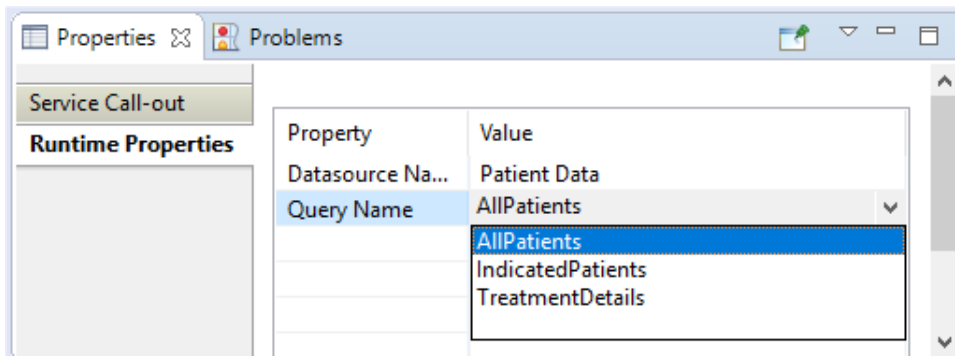 Properties Problems
Service Call-out
Runtime Properties
Property Value
Datasource Na... Patient Data
Query Name AllPatients
AllPatients
IndicatedPatients
TreatmentDetails